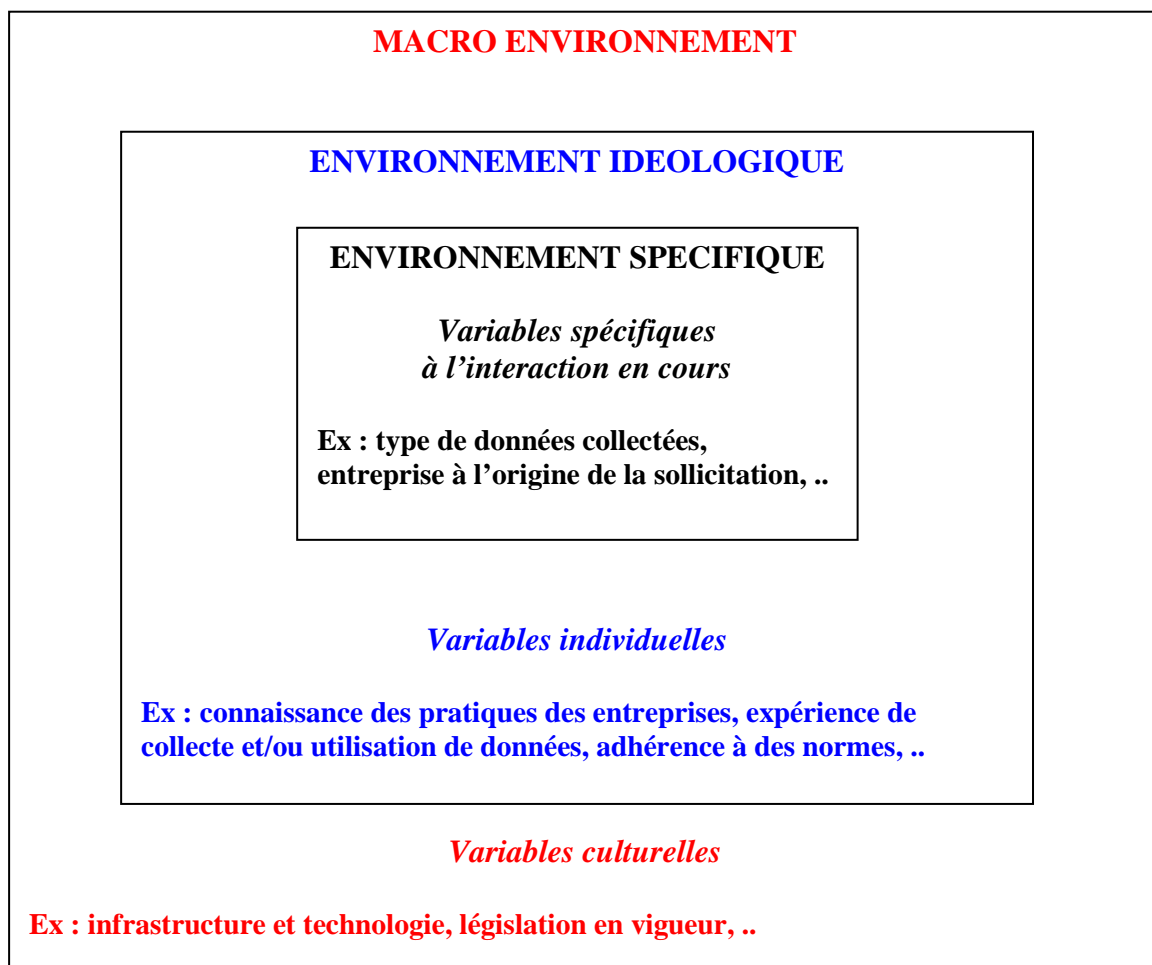 MACRO ENVIRONNEMENT
ENVIRONNEMENT IDEOLOGIQUE
ENVIRONNEMENT SPECIFIQUE
Variables spécifiques
à l’interaction en cours
Ex : type de données collectées,
entreprise à l’origine de la sollicitation, ..
Variables individuelles
Ex : connaissance des pratiques des entreprises, expérience de
collecte et/ou utilisation de données, adhérence à des normes, ..
Variables culturelles
Ex : infrastructure et technologie, législation en vigueur, ..